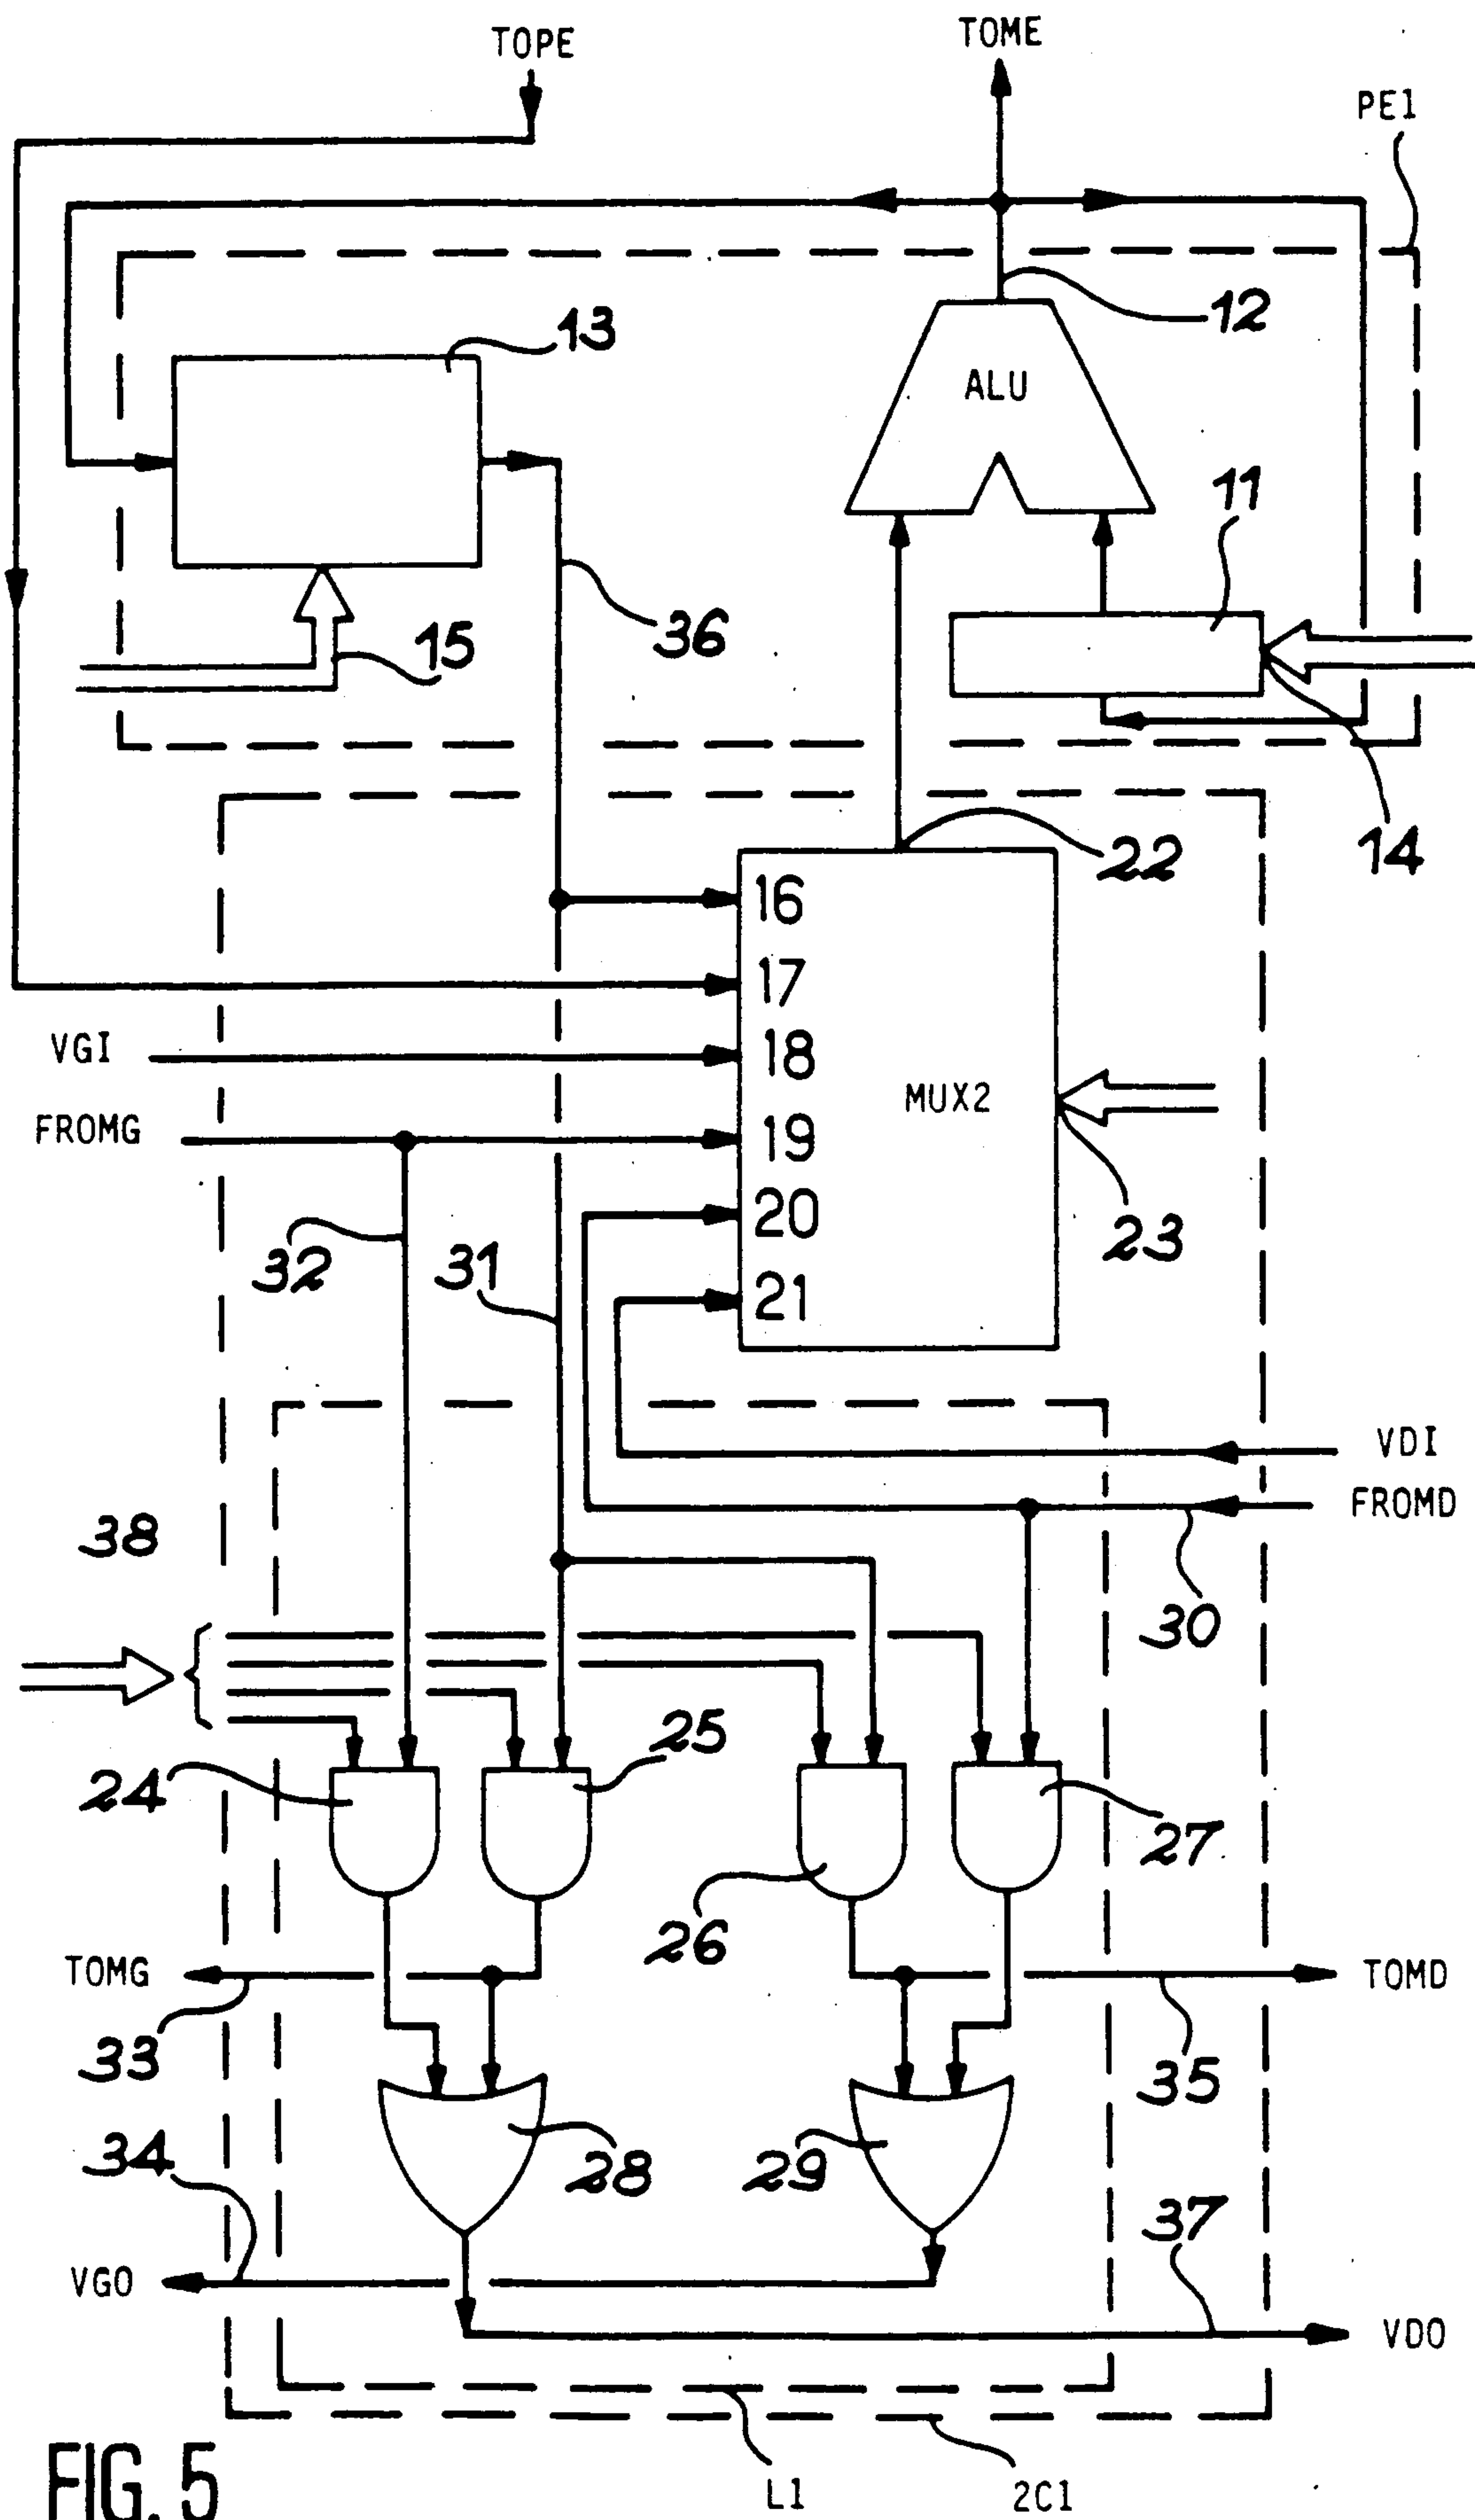 TOPE
TOME
PE1
12
13
ALU
11
15
36
14
22
16
17
VGI
18
MUX2
FROMG
19
20
23
32
31
21
VDI
FROMD
38
30
25
24
27
26
TOMG
TOMD
33
35
34
28
29
37
VGO
VDO
FIG. 5
L1
2C1